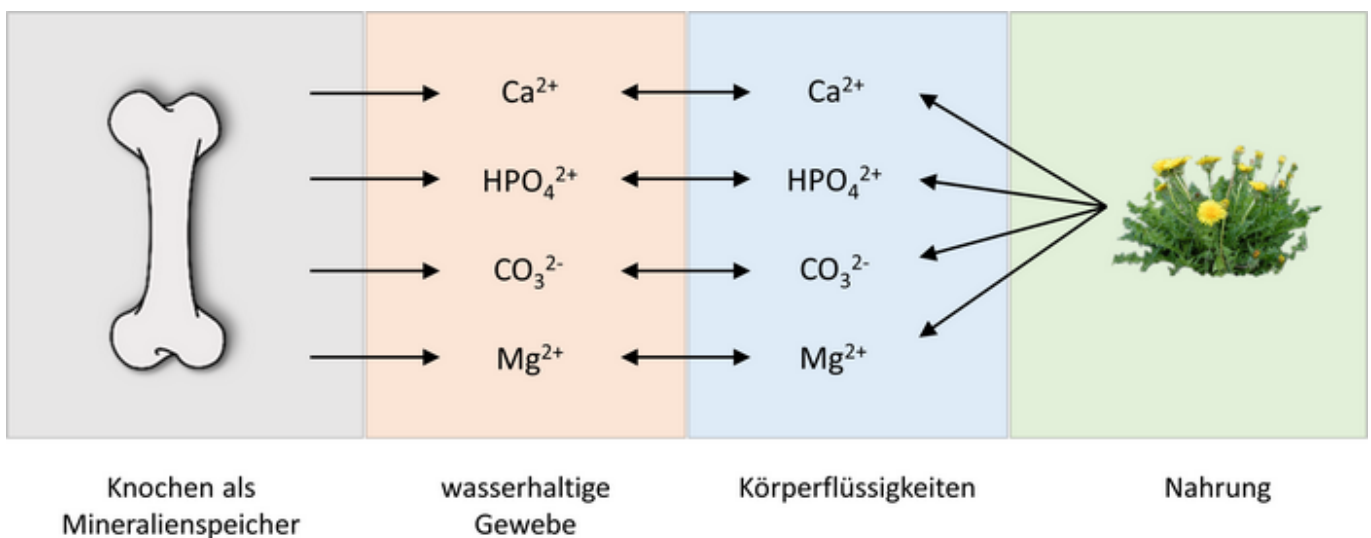 Ca²⁺ Ca²⁺
HPO₄²⁺ HPO₄²⁺
CO₃²⁻ CO₃²⁻
Mg²⁺ Mg²⁺
Knochen als
Mineralienspeicher
wasserhaltige
Gewebe
Körperflüssigkeiten
Nahrung